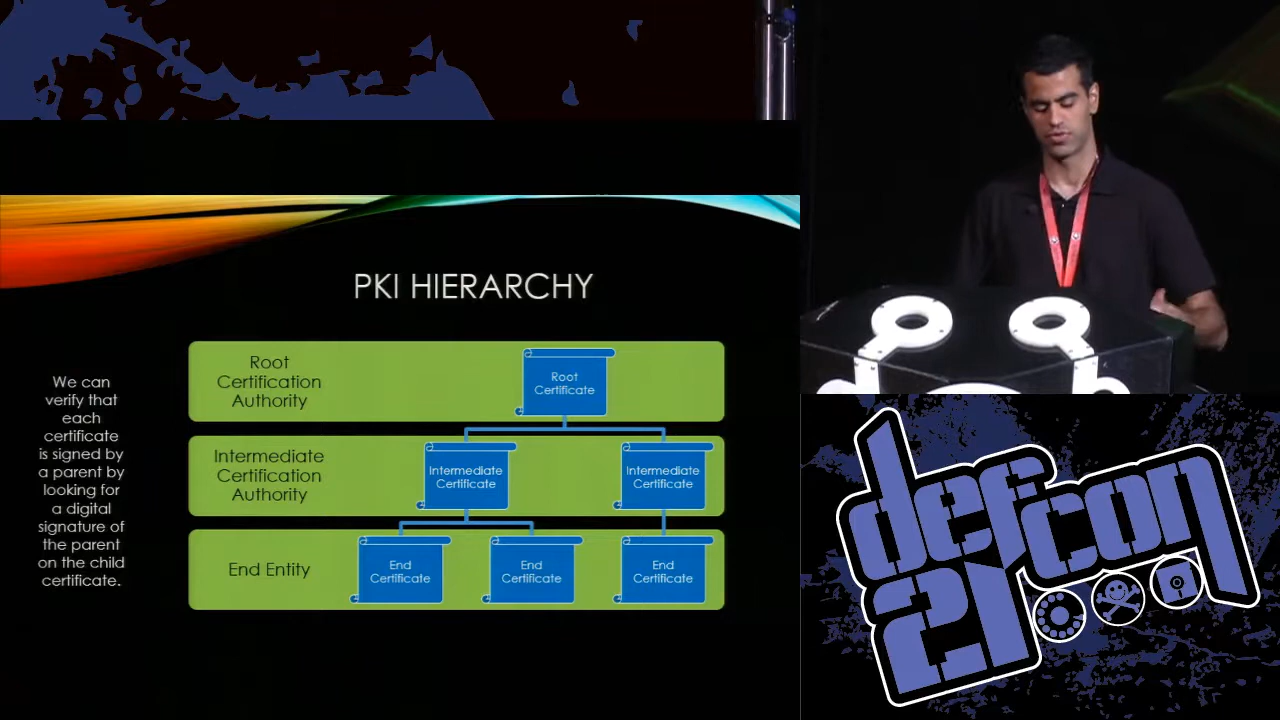 PKI HIERARCHY
We can
verify that
each
certificate
is signed by
a parent by
looking for
a digital
signature of
the parent
on the child
certificate.
Root
Certification
Authority
Root
Certificate
Intermediate
Certification
Authority
Intermediate
Certificate
Intermediate
Certificate
End Entity
End
Certificate
End
Certificate
End
Certificate
defcon
21